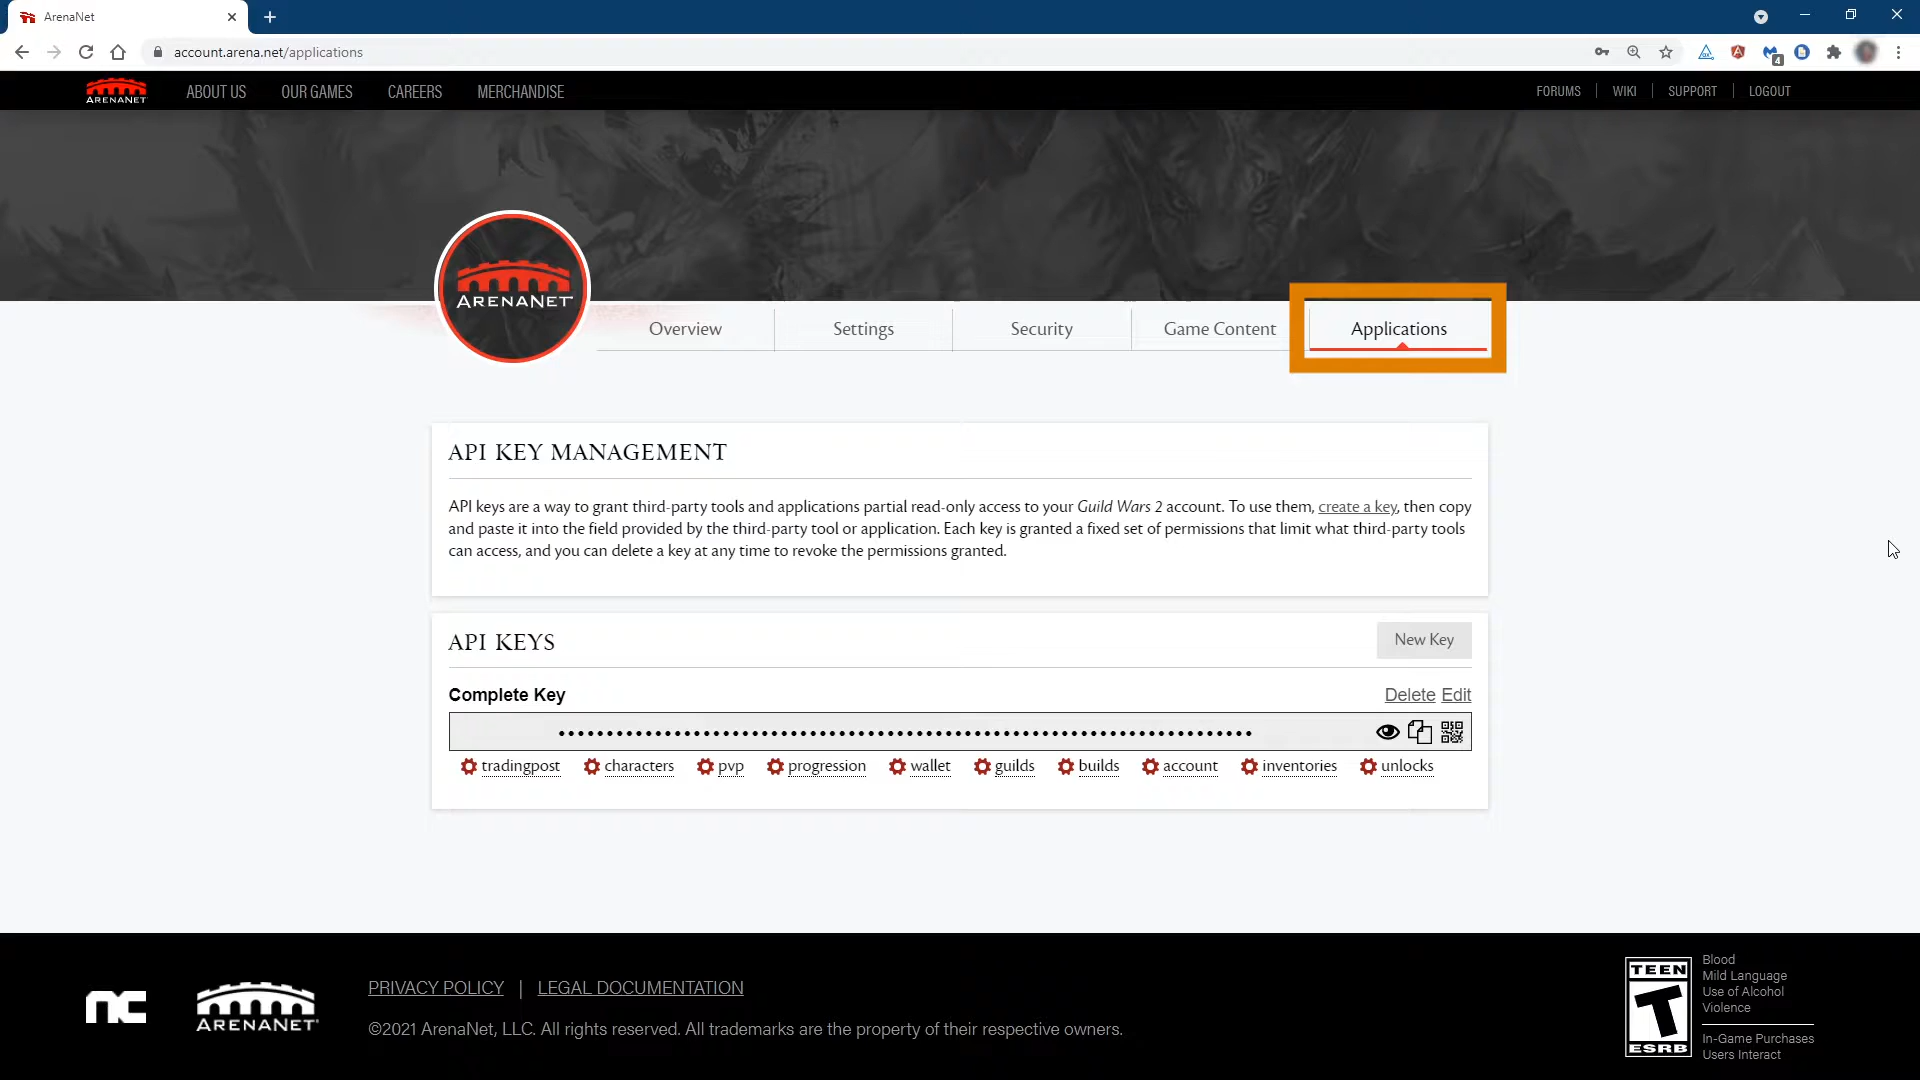 ArenaNet
account.arena.net/applications
4
ARENANET
ABOUT US
OUR GAMES
CAREERS
MERCHANDISE
FORUMS
WIKI
SUPPORT
LOGOUT
ARENANET
Overview
Settings
Security
Game Content
Applications
API KEY MANAGEMENT
API keys are a way to grant third-party tools and applications partial read-only access to your Guild Wars 2 account. To use them, create a key, then copy
and paste it into the field provided by the third-party tool or application. Each key is granted a fixed set of permissions that limit what third-party tools
can access, and you can delete a key at any time to revoke the permissions granted.
API KEYS
New Key
Complete Key
Delete Edit
tradingpost characters pvp progression wallet guilds builds account inventories unlocks
nc
ARENANET
PRIVACY POLICY | LEGAL DOCUMENTATION
©2021 ArenaNet, LLC. All rights reserved. All trademarks are the property of their respective owners.
TEEN
T
ESRB
Blood
Mild Language
Use of Alcohol
Violence
In-Game Purchases
Users Interact